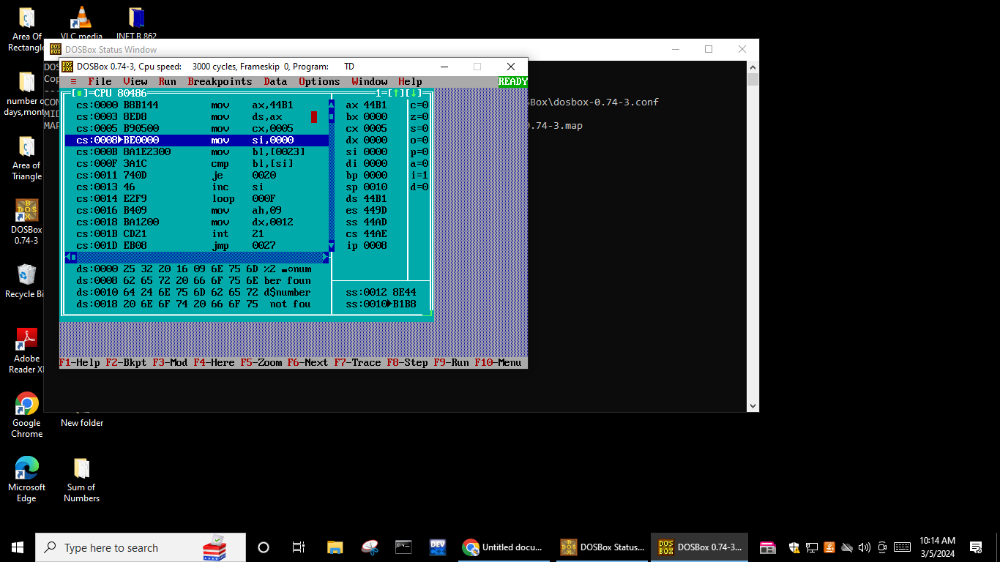 Area Of
Rectangle
VLC media
INET B 862
number o
days,mont
Area of
Triangle
DOSBox
0.74-3
Recycle Bi
Adobe
Reader X
Google
Chrome
New folder
Microsoft
Edge
Sum of
Numbers
DOSBox Status Window
DOS
Cop
---
CON
MID
MAP
Box\dosbox-0.74-3.conf
.74-3.map
DOSBox 0.74-3, Cpu speed: 3000 cycles, Frameskip 0, Program: TD
≡ File View Run Breakpoints Data Options Window Help READY
[■]=CPU 80486 1=[↑][↓]
cs:0000 B8B144 mov ax,44B1 ax 44B1 c=0
cs:0003 8ED8 mov ds,ax bx 0000 z=0
cs:0005 B90500 mov cx,0005 cx 0005 s=0
cs:0008►BE0000 mov si,0000 dx 0000 o=0
cs:000B 8A1E2300 mov bl,[0023] si 0000 p=0
cs:000F 3A1C cmp bl,[si] di 0000 a=0
cs:0011 740D je 0020 bp 0000 i=1
cs:0013 46 inc si sp 0010 d=0
cs:0014 E2F9 loop 000F ds 44B1
cs:0016 B409 mov ah,09 es 449D
cs:0018 BA1200 mov dx,0012 ss 44AD
cs:001B CD21 int 21 cs 44AE
cs:001D EB08 jmp 0027 ip 0008
ds:0000 25 32 20 16 09 6E 75 6D %2 ▬○num
ds:0008 62 65 72 20 66 6F 75 6E ber foun
ds:0010 64 24 6E 75 6D 62 65 72 d$number ss:0012 8E44
ds:0018 20 6E 6F 74 20 66 6F 75 not fou ss:0010►B1B8
F1-Help F2-Bkpt F3-Mod F4-Here F5-Zoom F6-Next F7-Trace F8-Step F9-Run F10-Menu
Type here to search
DEV
Untitled docu...
DOSBox Status...
DOSBox 0.74-3...
10:14 AM
3/5/2024